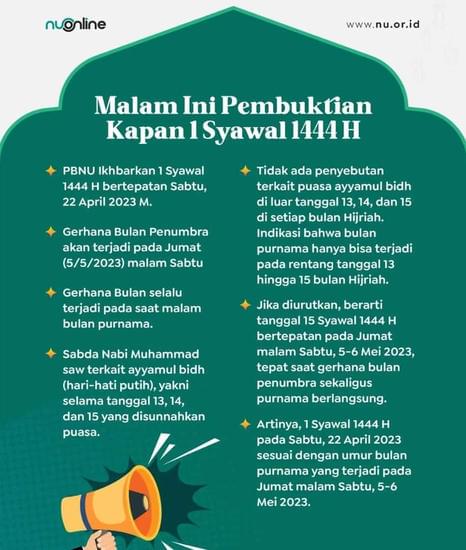 nuonline
www.nu.or.id
Malam Ini Pembuktian
Kapan 1 Syawal 1444 H
PBNU Ikhbarkan 1 Syawal
1444 H bertepatan Sabtu,
22 April 2023 M.
Gerhana Bulan Penumbra
akan terjadi pada Jumat
(5/5/2023) malam Sabtu
Gerhana Bulan selalu
terjadi pada saat malam
bulan purnama.
Sabda Nabi Muhammad
saw terkait ayyamul bidh
(hari-hati putih), yakni
selama tanggal 13, 14,
dan 15 yang disunnahkan
puasa.
Tidak ada penyebutan
terkait puasa ayyamul bidh
di luar tanggal 13, 14, dan 15
di setiap bulan Hijriah.
Indikasi bahwa bulan
purnama hanya bisa terjadi
pada rentang tanggal 13
hingga 15 bulan Hijriah.
Jika diurutkan, berarti
tanggal 15 Syawal 1444 H
bertepatan pada Jumat
malam Sabtu, 5-6 Mei 2023,
tepat saat gerhana bulan
penumbra sekaligus
purnama berlangsung.
Artinya, 1 Syawal 1444 H
pada Sabtu, 22 April 2023
sesuai dengan umur bulan
purnama yang terjadi pada
Jumat malam Sabtu, 5-6
Mei 2023.